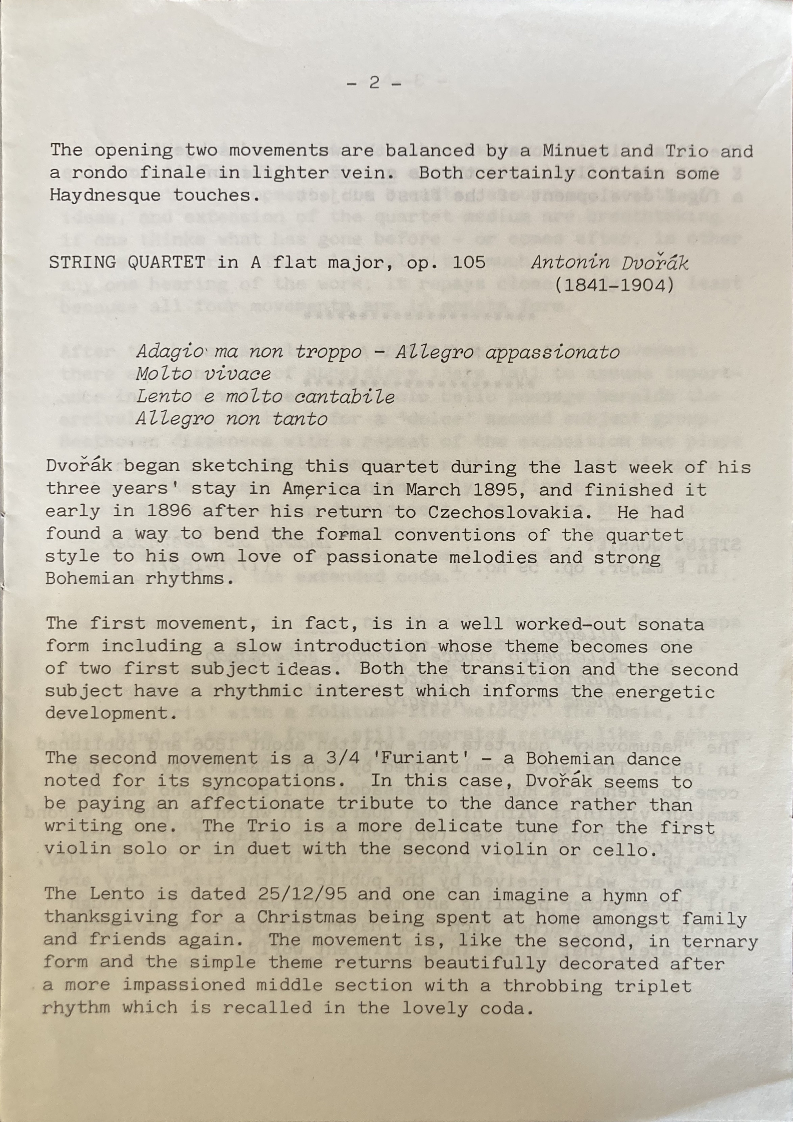 - 2 -
The opening two movements are balanced by a Minuet and Trio and
a rondo finale in lighter vein. Both certainly contain some
Haydnesque touches.
STRING QUARTET in A flat major, op. 105 Antonin Dvořák
(1841-1904)
Adagio ma non troppo - Allegro appassionato
Molto vivace
Lento e molto cantabile
Allegro non tanto
Dvořák began sketching this quartet during the last week of his
three years' stay in America in March 1895, and finished it
early in 1896 after his return to Czechoslovakia. He had
found a way to bend the formal conventions of the quartet
style to his own love of passionate melodies and strong
Bohemian rhythms.
The first movement, in fact, is in a well worked-out sonata
form including a slow introduction whose theme becomes one
of two first subject ideas. Both the transition and the second
subject have a rhythmic interest which informs the energetic
development.
The second movement is a 3/4 'Furiant' - a Bohemian dance
noted for its syncopations. In this case, Dvořák seems to
be paying an affectionate tribute to the dance rather than
writing one. The Trio is a more delicate tune for the first
violin solo or in duet with the second violin or cello.
The Lento is dated 25/12/95 and one can imagine a hymn of
thanksgiving for a Christmas being spent at home amongst family
and friends again. The movement is, like the second, in ternary
form and the simple theme returns beautifully decorated after
a more impassioned middle section with a throbbing triplet
rhythm which is recalled in the lovely coda.